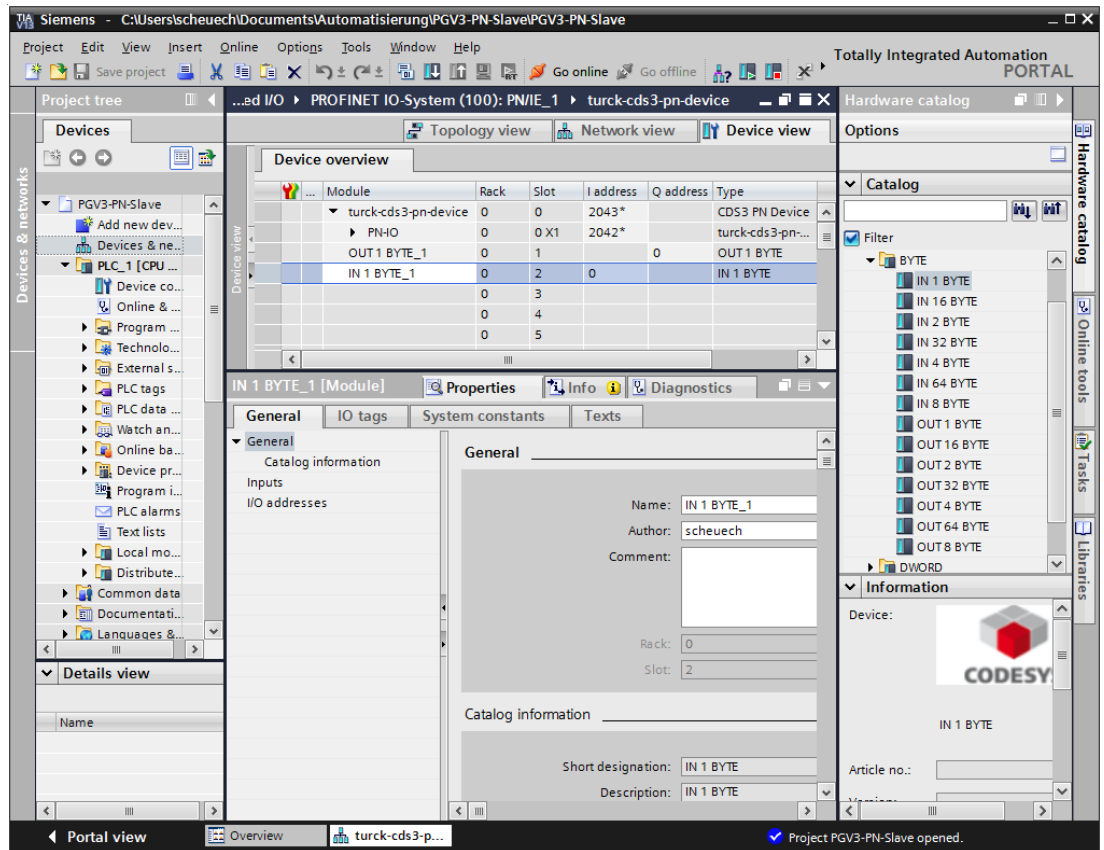 TIA V13 Siemens - C:\Users\scheuech\Documents\Automatisierung\PGV3-PN-Slave\PGV3-PN-Slave
Project Edit View Insert Online Options Tools Window Help
Totally Integrated Automation
PORTAL
Save project Go online Go offline
Project tree
Devices
Devices & networks
PGV3-PN-Slave
Add new dev...
Devices & ne...
PLC_1 [CPU ...
Device co...
Online & ...
Program ...
Technolo...
External s...
PLC tags
PLC data ...
Watch an...
Online ba...
Device pr...
Program i...
PLC alarms
Text lists
Local mo...
Distribute...
Common data
Documentati...
Languages &...
Details view
Name
...ed I/O PROFINET IO-System (100): PN/IE_1 turck-cds3-pn-device
Topology view Network view Device view
Device overview
Device view
... Module Rack Slot I address Q address Type
turck-cds3-pn-device 0 0 2043* CDS3 PN Device
PN-IO 0 0 X1 2042* turck-cds3-pn-...
OUT 1 BYTE_1 0 1 0 OUT 1 BYTE
IN 1 BYTE_1 0 2 0 IN 1 BYTE
0 3
0 4
0 5
IN 1 BYTE_1 [Module] Properties Info Diagnostics
General IO tags System constants Texts
General
Catalog information
Inputs
I/O addresses
General
Name: IN 1 BYTE_1
Author: scheuech
Comment:
Rack: 0
Slot: 2
Catalog information
Short designation: IN 1 BYTE
Description: IN 1 BYTE
Hardware catalog
Options
Catalog
Filter
BYTE
IN 1 BYTE
IN 16 BYTE
IN 2 BYTE
IN 32 BYTE
IN 4 BYTE
IN 64 BYTE
IN 8 BYTE
OUT 1 BYTE
OUT 16 BYTE
OUT 2 BYTE
OUT 32 BYTE
OUT 4 BYTE
OUT 64 BYTE
OUT 8 BYTE
DWORD
Information
Device:
CODESYS
IN 1 BYTE
Article no.:
Hardware catalog
Online tools
Tasks
Libraries
Portal view Overview turck-cds3-p... Project PGV3-PN-Slave opened.